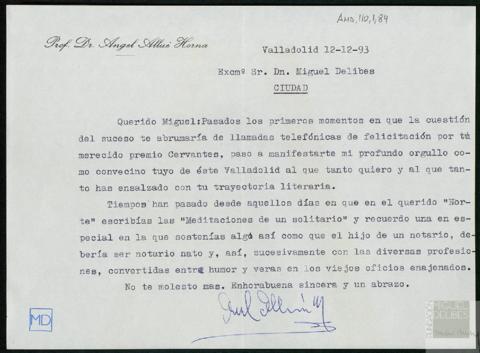 AMD,110,1,84
Prof. Dr. Angel Allué Horna
Valladolid 12-12-93
Excmº Sr. Dn. Miguel Delibes
CIUDAD
Querido Miguel:Pasados los primeros momentos en que la cuestión
del suceso te abrumaría de llamadas telefónicas de felicitación por tú
merecido premio Cervantes, paso a manifestarte mi profundo orgullo co-
mo convecino tuyo de éste Valladolid al que tanto quiero y al que tan-
to has ensalzado con tu trayectoria literaria.
Tiempos han pasado desde aquellos días en que en el querido "Nor-
te" escribías las "Meditaciones de un solitario" y recuerdo una en es-
pecial en la que sostenías algo así como que el hijo de un notario, de-
bería ser notario nato y, así, sucesivamente con las diversas profesio-
nes, convertidas entre humor y veras en los viejos oficios enajenados.
No te molesto mas. Enhorabuena sincera y un abrazo.
MD
MIGUEL
DELIBES
FUNDACIÓN